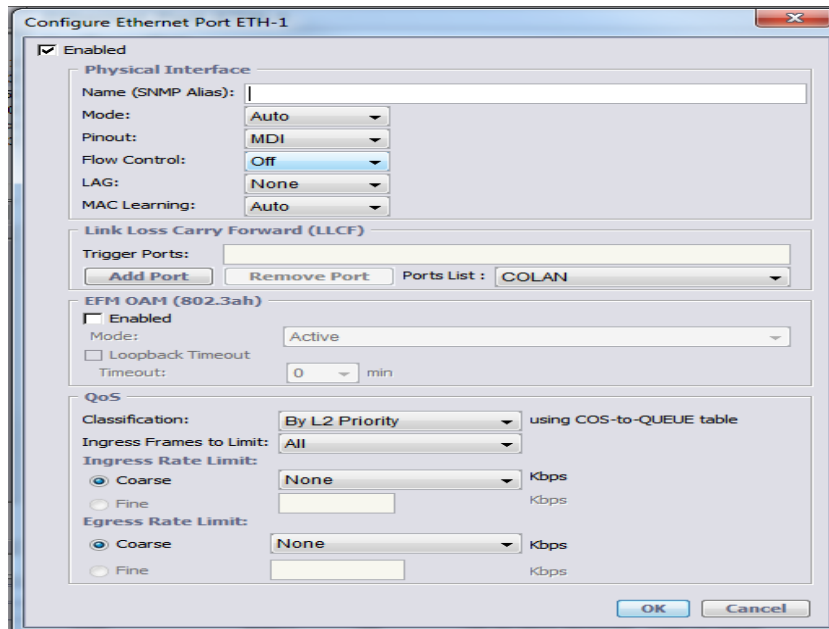 Configure Ethernet Port ETH-1
Enabled
Physical Interface
Name (SNMP Alias):
Mode: Auto
Pinout: MDI
Flow Control: Off
LAG: None
MAC Learning: Auto
Link Loss Carry Forward (LLCF)
Trigger Ports:
Add Port Remove Port Ports List : COLAN
EFM OAM (802.3ah)
Enabled
Mode: Active
Loopback Timeout
Timeout: 0 min
QoS
Classification: By L2 Priority using COS-to-QUEUE table
Ingress Frames to Limit: All
Ingress Rate Limit:
Coarse None Kbps
Fine Kbps
Egress Rate Limit:
Coarse None Kbps
Fine Kbps
OK Cancel